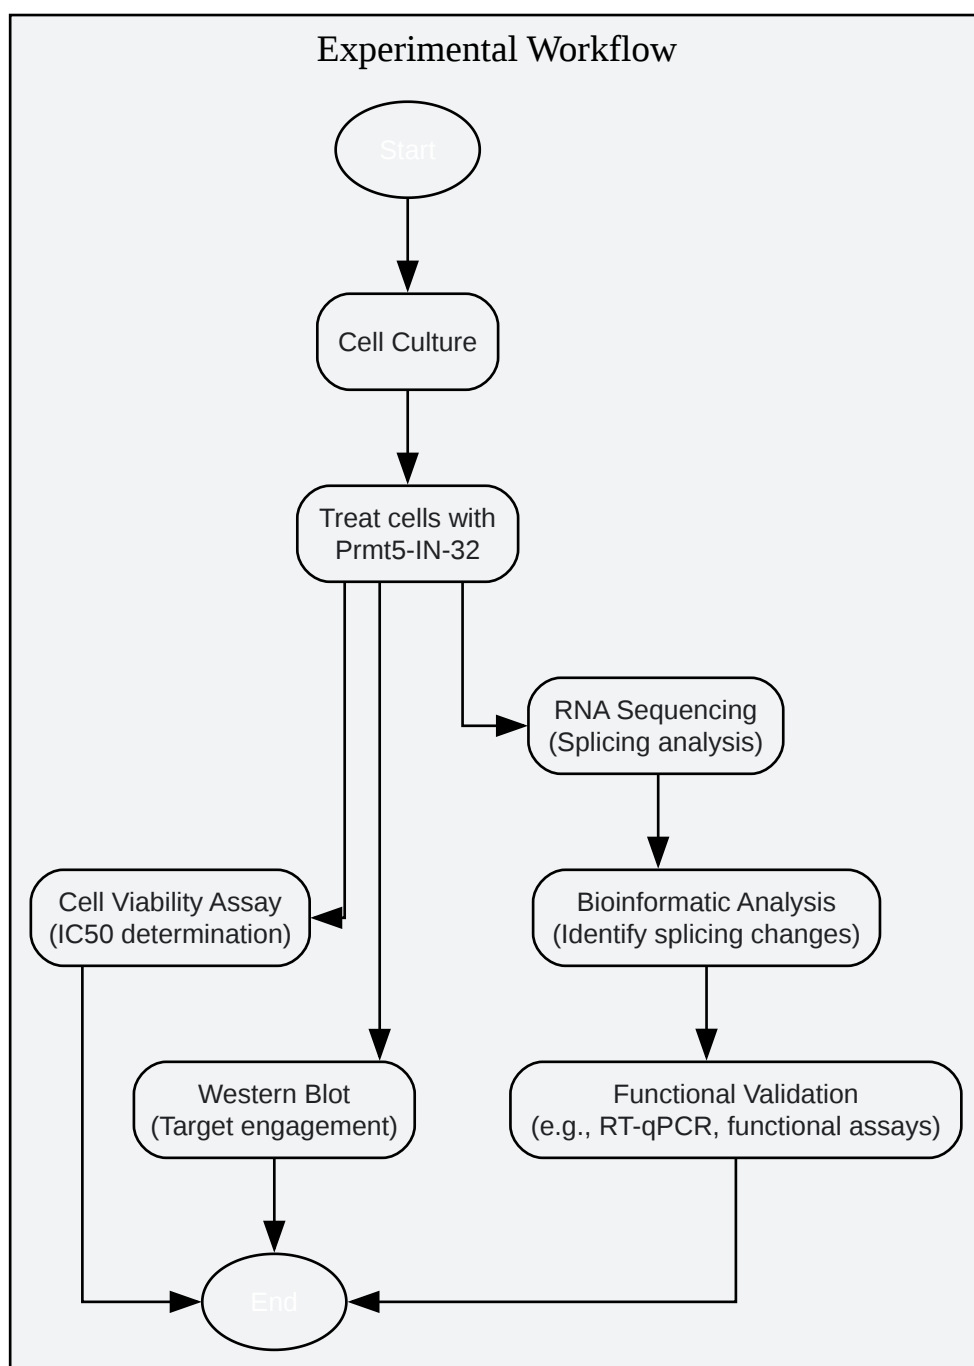 Experimental Workflow
Start
Cell Culture
Treat cells with
Prmt5-IN-32
RNA Sequencing
(Splicing analysis)
Cell Viability Assay
(IC50 determination)
Bioinformatic Analysis
(Identify splicing changes)
Western Blot
(Target engagement)
Functional Validation
(e.g., RT-qPCR, functional assays)
End